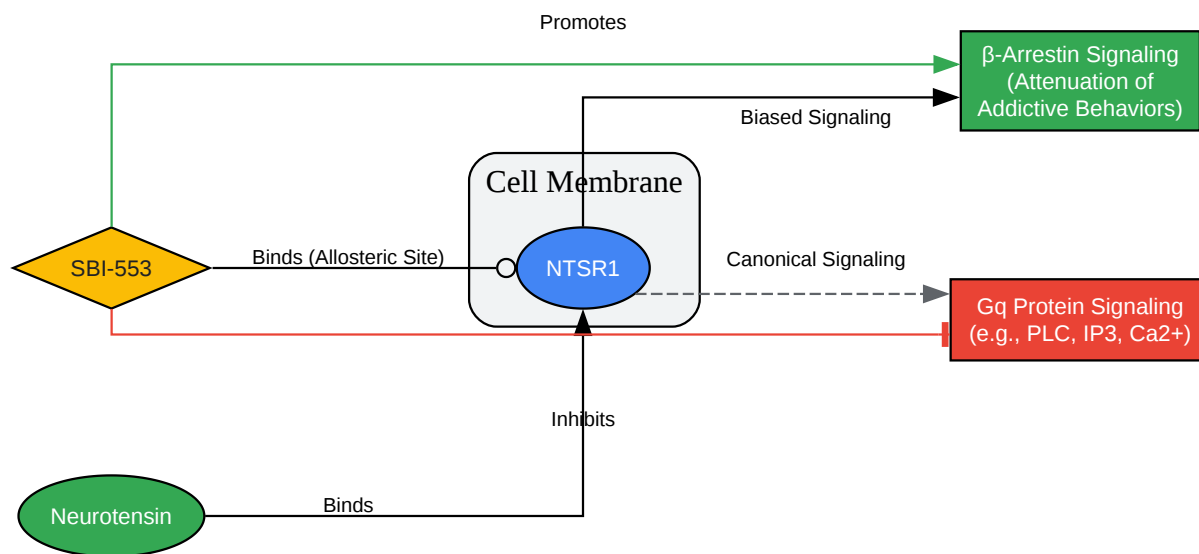 Promotes
β-Arrestin Signaling
(Attenuation of
Addictive Behaviors)
Biased Signaling
Cell Membrane
SBI-553
Binds (Allosteric Site)
NTSR1
Canonical Signaling
Gq Protein Signaling
(e.g., PLC, IP3, Ca2+)
Inhibits
Binds
Neurotensin